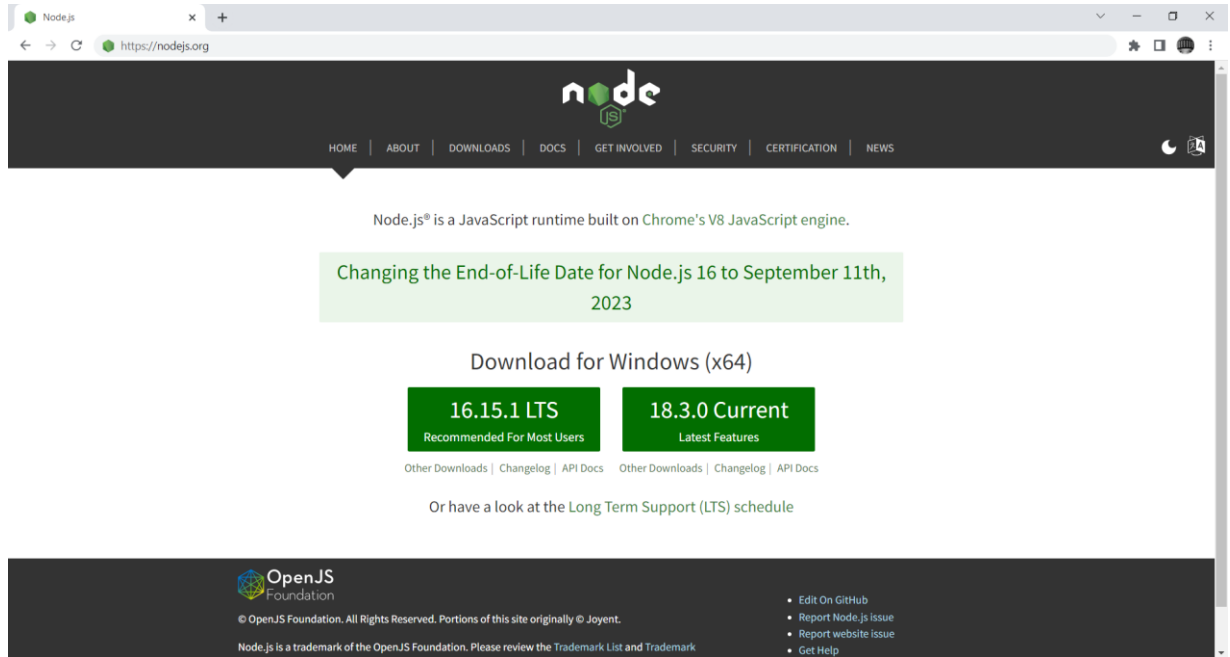 Node.js
https://nodejs.org
node
JS
HOME | ABOUT | DOWNLOADS | DOCS | GET INVOLVED | SECURITY | CERTIFICATION | NEWS
Node.js® is a JavaScript runtime built on Chrome's V8 JavaScript engine.
Changing the End-of-Life Date for Node.js 16 to September 11th,
2023
Download for Windows (x64)
16.15.1 LTS
Recommended For Most Users
18.3.0 Current
Latest Features
Other Downloads | Changelog | API Docs
Other Downloads | Changelog | API Docs
Or have a look at the Long Term Support (LTS) schedule
OpenJS
Foundation
© OpenJS Foundation. All Rights Reserved. Portions of this site originally © Joyent.
Node.js is a trademark of the OpenJS Foundation. Please review the Trademark List and Trademark
• Edit On GitHub
• Report Node.js issue
• Report website issue
• Get Help